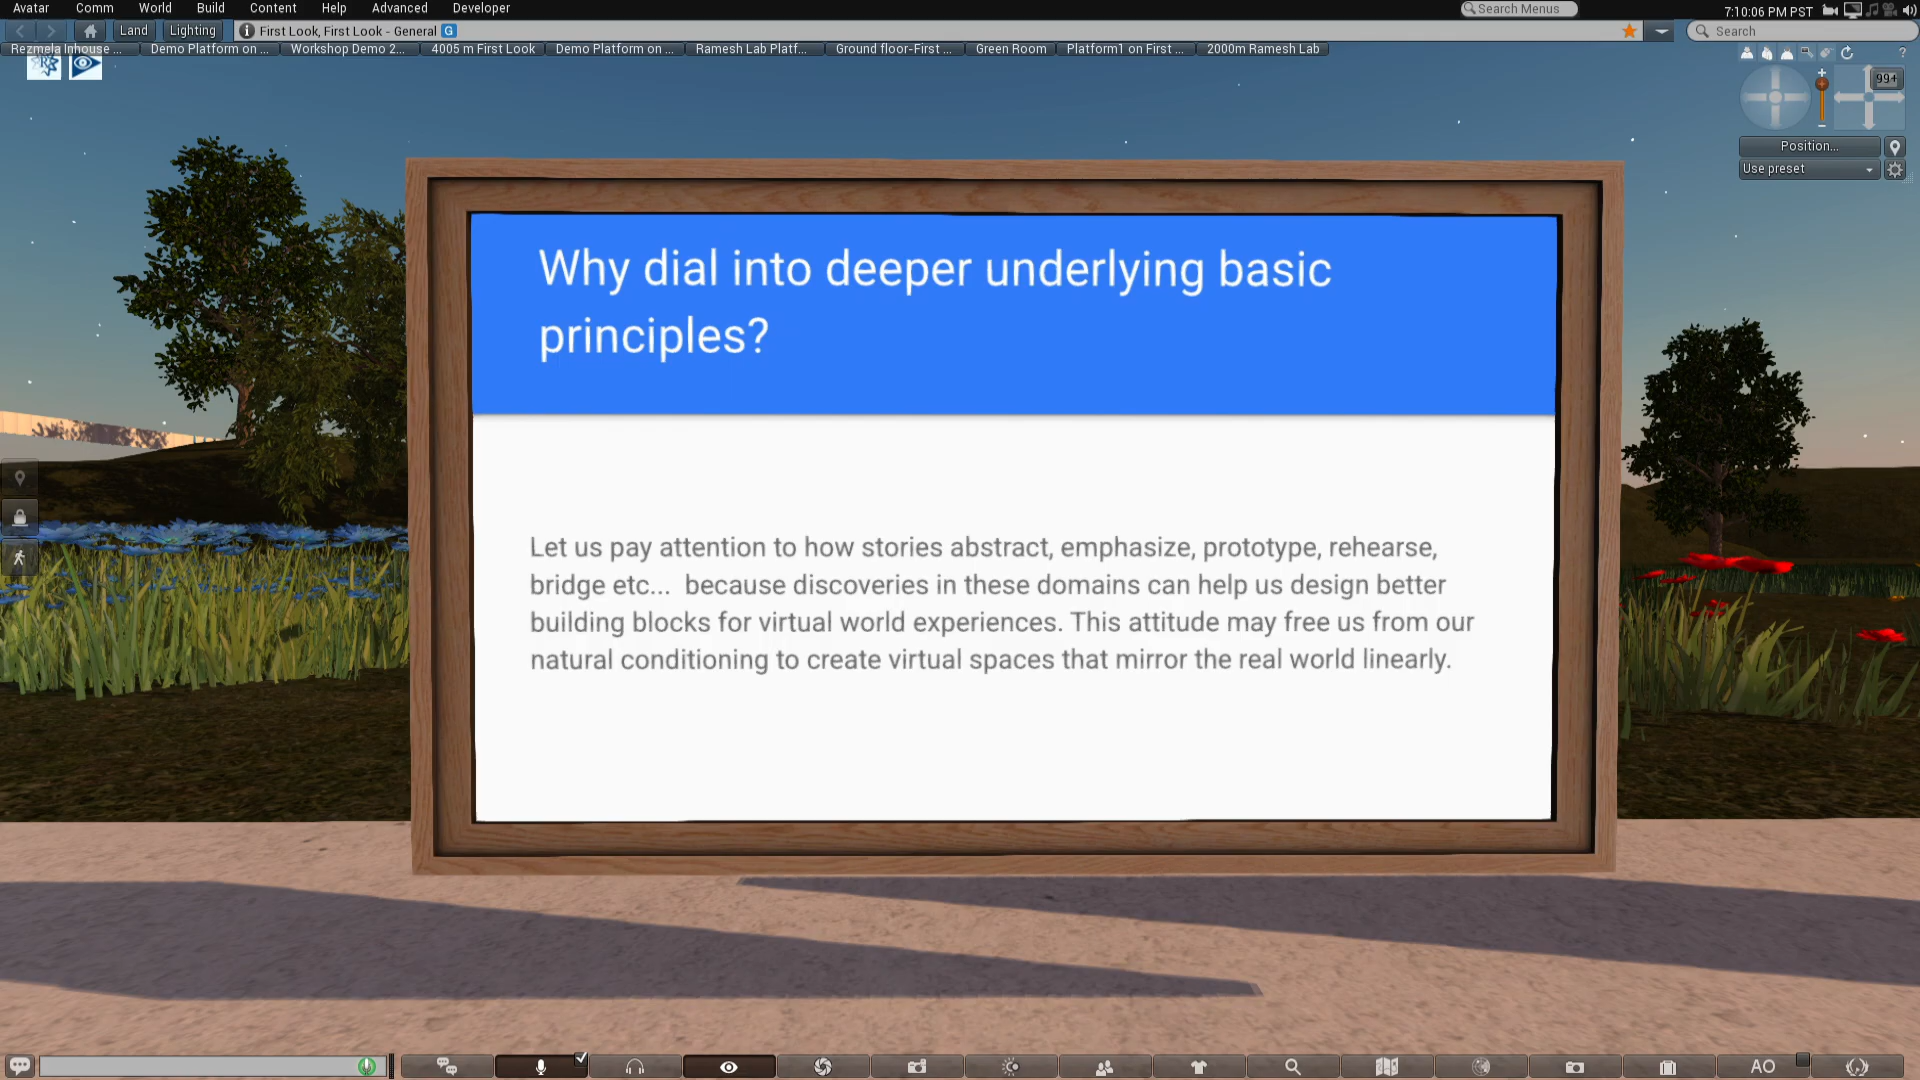 Avatar Comm World Build Content Help Advanced Developer Search Menus 7:10:06 PM PST
Land Lighting First Look, First Look - General G Search
Rezmela Inhouse ... Demo Platform on ... Workshop Demo 2... 4005 m First Look Demo Platform on ... Ramesh Lab Platf... Ground floor-First ... Green Room Platform1 on First ... 2000m Ramesh Lab ?
99+
Position...
Use preset
Why dial into deeper underlying basic
principles?
Let us pay attention to how stories abstract, emphasize, prototype, rehearse,
bridge etc... because discoveries in these domains can help us design better
building blocks for virtual world experiences. This attitude may free us from our
natural conditioning to create virtual spaces that mirror the real world linearly.
AO